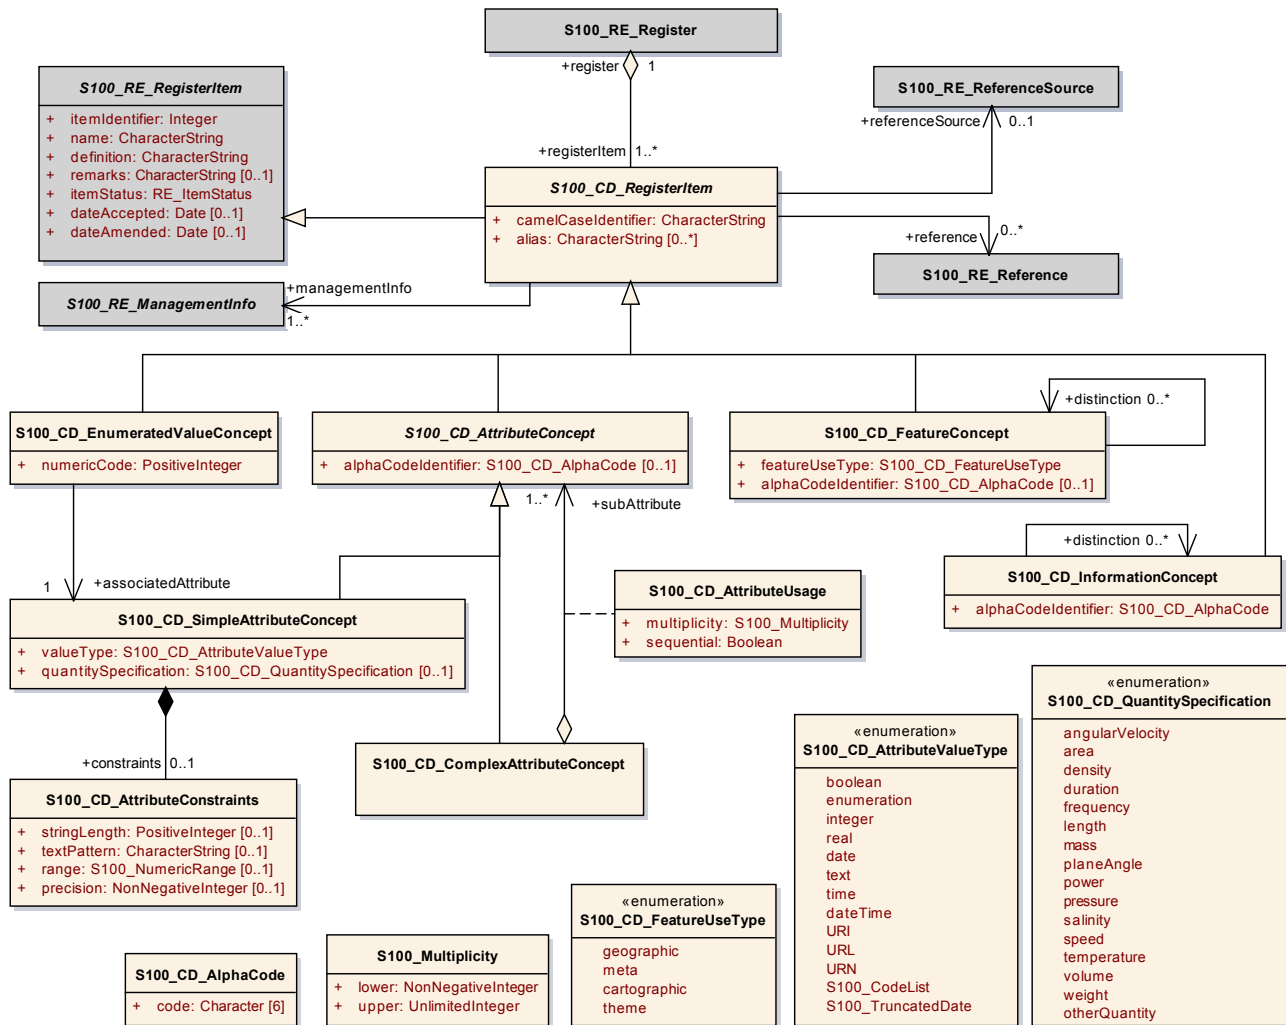 S100_RE_Register
+register 1
S100_RE_RegisterItem
+ itemIdentifier: Integer
+ name: CharacterString
+ definition: CharacterString
+ remarks: CharacterString [0..1]
+ itemStatus: RE_ItemStatus
+ dateAccepted: Date [0..1]
+ dateAmended: Date [0..1]
S100_RE_ReferenceSource
+referenceSource 0..1
+registerItem 1..*
S100_CD_RegisterItem
+ camelCaseIdentifier: CharacterString
+ alias: CharacterString [0..*]
+reference 0..*
S100_RE_Reference
+managementInfo
S100_RE_ManagementInfo
1..*
S100_CD_EnumeratedValueConcept
+ numericCode: PositiveInteger
S100_CD_AttributeConcept
+ alphaCodeIdentifier: S100_CD_AlphaCode [0..1]
+distinction 0..*
S100_CD_FeatureConcept
+ featureUseType: S100_CD_FeatureUseType
+ alphaCodeIdentifier: S100_CD_AlphaCode [0..1]
1..* +subAttribute
+distinction 0..*
S100_CD_InformationConcept
+ alphaCodeIdentifier: S100_CD_AlphaCode
1 +associatedAttribute
S100_CD_SimpleAttributeConcept
+ valueType: S100_CD_AttributeValueType
+ quantitySpecification: S100_CD_QuantitySpecification [0..1]
S100_CD_AttributeUsage
+ multiplicity: S100_Multiplicity
+ sequential: Boolean
+constraints 0..1
S100_CD_AttributeConstraints
+ stringLength: PositiveInteger [0..1]
+ textPattern: CharacterString [0..1]
+ range: S100_NumericRange [0..1]
+ precision: NonNegativeInteger [0..1]
S100_CD_ComplexAttributeConcept
«enumeration»
S100_CD_AttributeValueType
boolean
enumeration
integer
real
date
text
time
dateTime
URI
URL
URN
S100_CodeList
S100_TruncatedDate
«enumeration»
S100_CD_QuantitySpecification
angularVelocity
area
density
duration
frequency
length
mass
planeAngle
power
pressure
salinity
speed
temperature
volume
weight
otherQuantity
«enumeration»
S100_CD_FeatureUseType
geographic
meta
cartographic
theme
S100_CD_AlphaCode
+ code: Character [6]
S100_Multiplicity
+ lower: NonNegativeInteger
+ upper: UnlimitedInteger